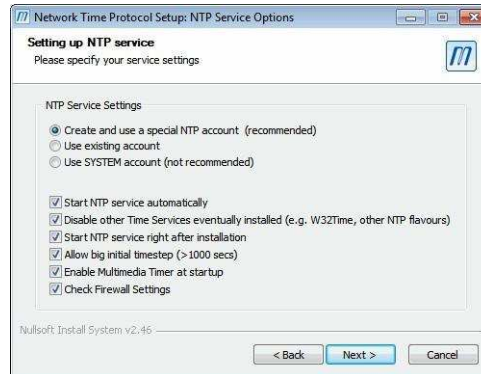 Network Time Protocol Setup: NTP Service Options
Setting up NTP service
Please specify your service settings
NTP Service Settings
Create and use a special NTP account (recommended)
Use existing account
Use SYSTEM account (not recommended)
Start NTP service automatically
Disable other Time Services eventually installed (e.g. W32Time, other NTP flavours)
Start NTP service right after installation
Allow big initial timestep (>1000 secs)
Enable Multimedia Timer at startup
Check Firewall Settings
Nullsoft Install System v2.46
< Back Next > Cancel